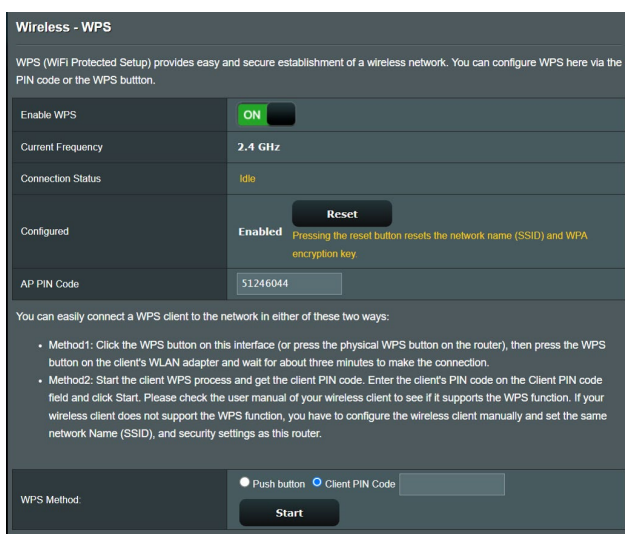 Wireless - WPS
WPS (WiFi Protected Setup) provides easy and secure establishment of a wireless network. You can configure WPS here via the
PIN code or the WPS buttton.
Enable WPS
ON
Current Frequency
2.4 GHz
Connection Status
Idle
Configured
Enabled
Reset
Pressing the reset button resets the network name (SSID) and WPA
encryption key.
AP PIN Code
51246044
You can easily connect a WPS client to the network in either of these two ways:
• Method1: Click the WPS button on this interface (or press the physical WPS button on the router), then press the WPS
button on the client's WLAN adapter and wait for about three minutes to make the connection.
• Method2: Start the client WPS process and get the client PIN code. Enter the client's PIN code on the Client PIN code
field and click Start. Please check the user manual of your wireless client to see if it supports the WPS function. If your
wireless client does not support the WPS function, you have to configure the wireless client manually and set the same
network Name (SSID), and security settings as this router.
WPS Method:
Push button Client PIN Code
Start